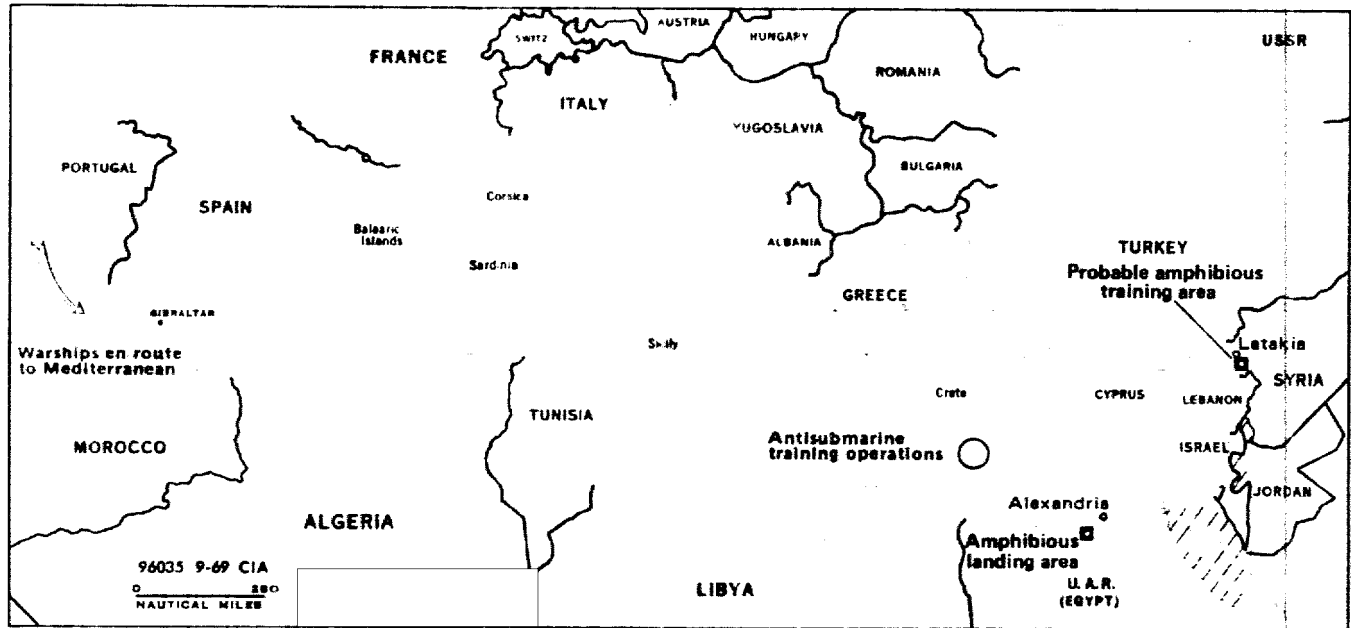 AUSTRIA
SWITZ
HUNGARY
USSR
FRANCE
ROMANIA
ITALY
YUGOSLAVIA
PORTUGAL
BULGARIA
SPAIN
Corsica
Balearic
Islands
ALBANIA
Sardinia
TURKEY
Probable amphibious
training area
GREECE
GIBRALTAR
Warships en route
to Mediterranean
Sicily
Latakia
SYRIA
Crete
CYPRUS
LEBANON
TUNISIA
MOROCCO
Antisubmarine
training operations
ISRAEL
JORDAN
Alexandria
ALGERIA
Amphibious
landing area
96035 9-69 CIA
0 280
NAUTICAL MILES
LIBYA
U.A.R.
(EGYPT)